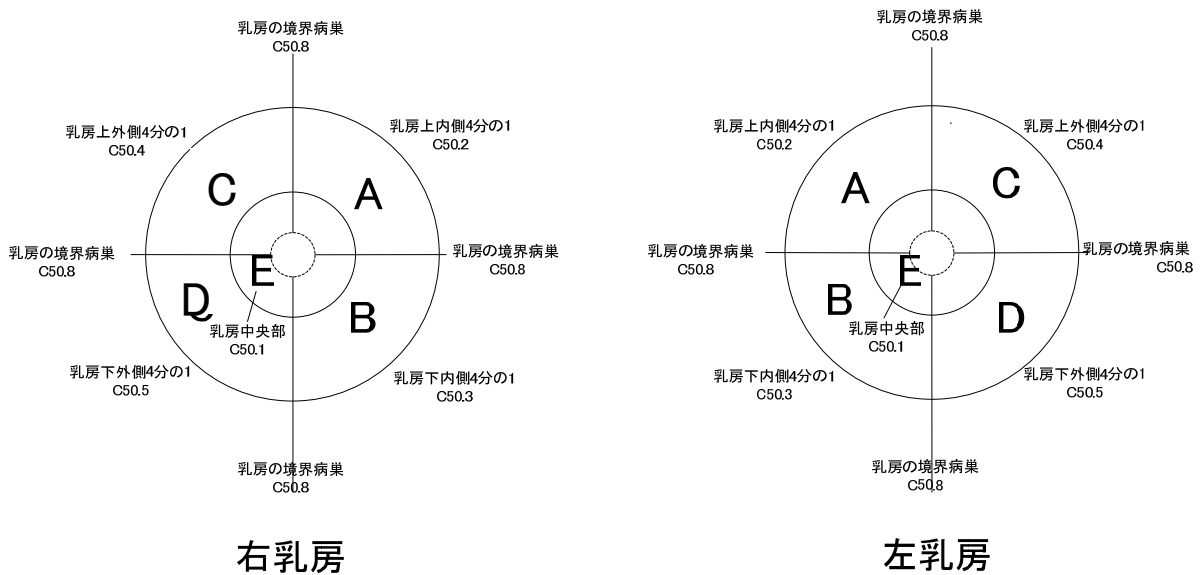 乳房の境界病巣
C50.8
乳房上外側4分の1
C50.4
乳房上内側4分の1
C50.2
C
A
乳房の境界病巣
C50.8
乳房の境界病巣
C50.8
E
D
B
乳房中央部
C50.1
乳房下外側4分の1
C50.5
乳房下内側4分の1
C50.3
乳房の境界病巣
C50.8
右乳房
乳房の境界病巣
C50.8
乳房上内側4分の1
C50.2
乳房上外側4分の1
C50.4
A
C
乳房の境界病巣
C50.8
乳房の境界病巣
C50.8
E
B
D
乳房中央部
C50.1
乳房下内側4分の1
C50.3
乳房下外側4分の1
C50.5
乳房の境界病巣
C50.8
左乳房